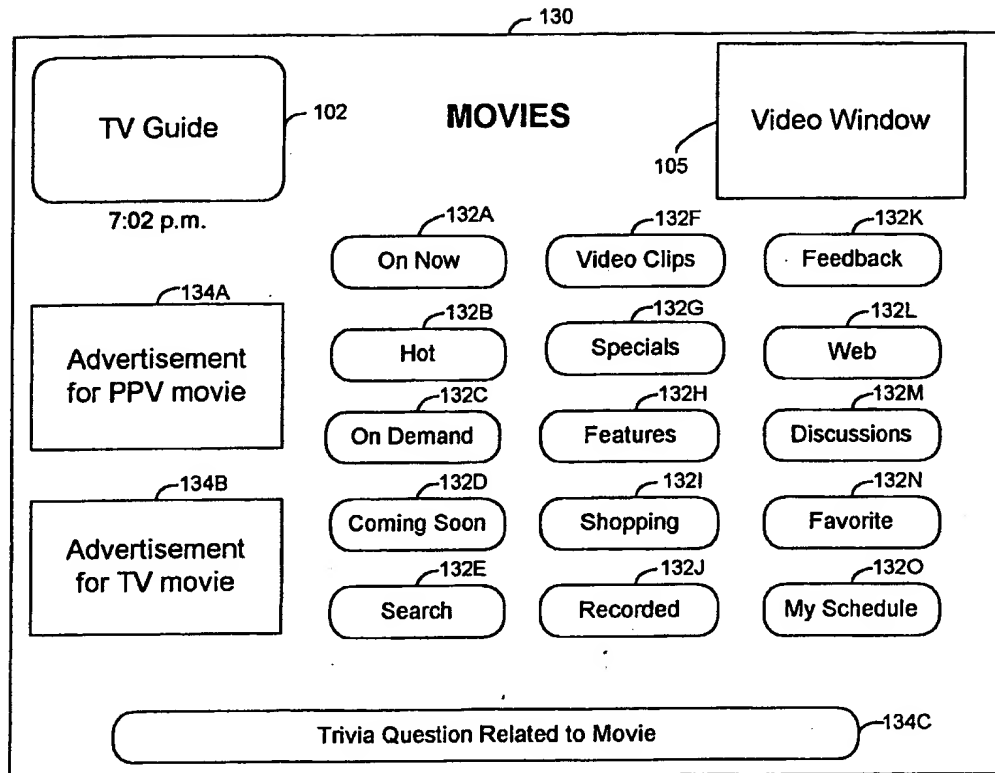 130
TV Guide
102
MOVIES
Video Window
105
7:02 p.m.
132A
132F
132K
On Now
Video Clips
Feedback
134A
132B
132G
132L
Advertisement
for PPV movie
Hot
Specials
Web
132C
132H
132M
On Demand
Features
Discussions
134B
132D
132I
132N
Advertisement
for TV movie
Coming Soon
Shopping
Favorite
132E
132J
132O
Search
Recorded
My Schedule
Trivia Question Related to Movie
134C